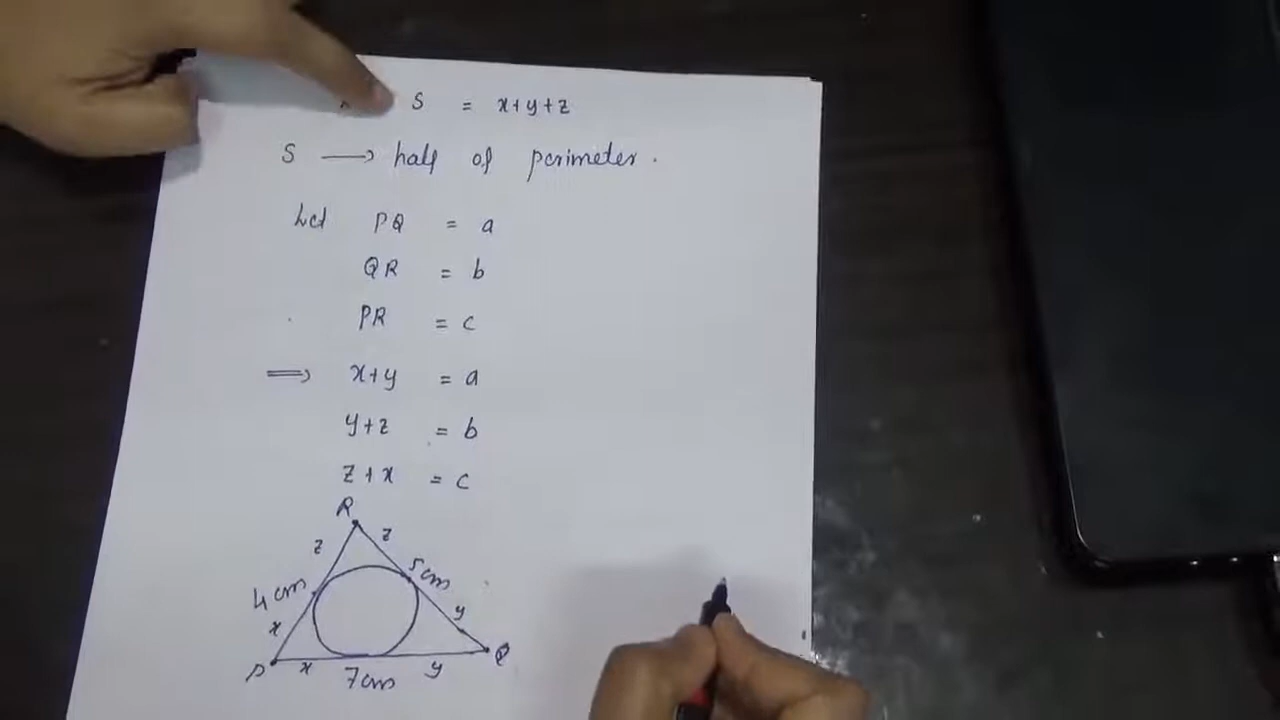 S = x+y+z
S → half of perimeter.
Let PQ = a
QR = b
PR = c
⇒ x+y = a
y+z = b
z+x = c
R
z z
4cm 5cm
x y
P x 7cm y Q